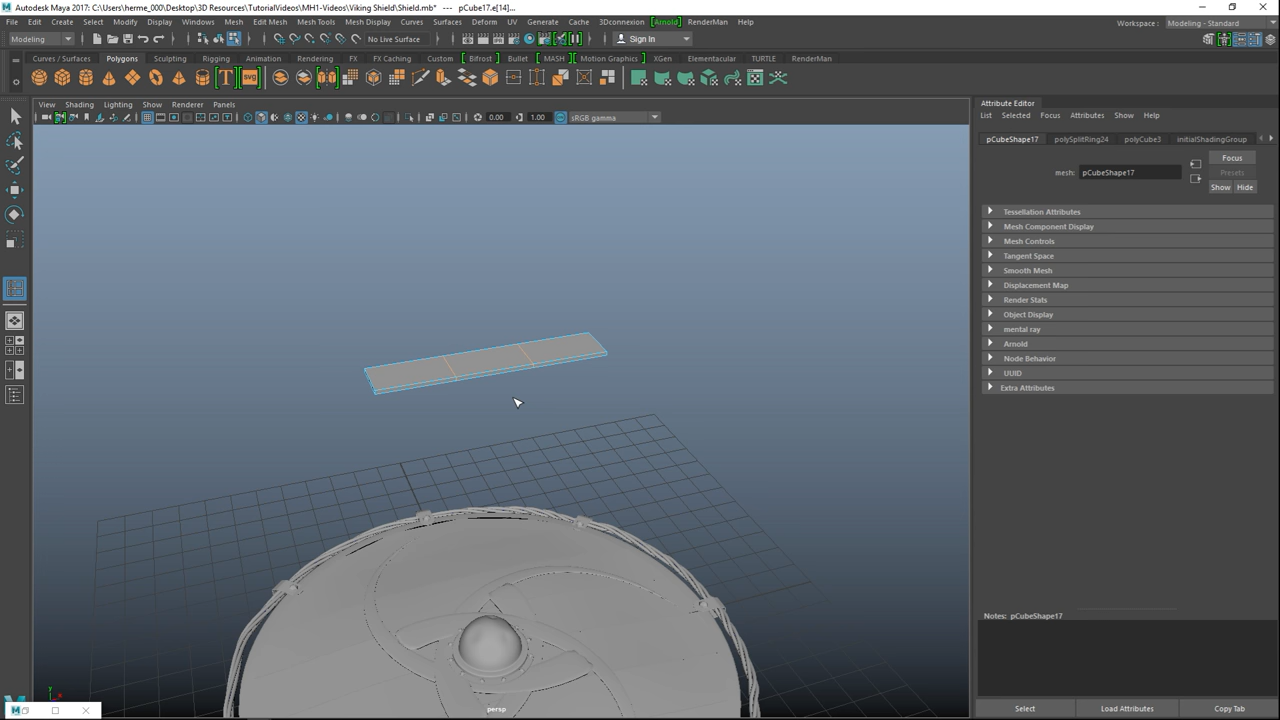 Autodesk Maya 2017: C:\Users\herme_000\Desktop\3D Resources\TutorialVideos\MH1-Videos\Viking Shield\Shield.mb* --- pCube17.e[14]...
File Edit Create Select Modify Display Windows Mesh Edit Mesh Mesh Tools Mesh Display Curves Surfaces Deform UV Generate Cache 3Dconnexion [Arnold] RenderMan Help
Workspace : Modeling - Standard
Modeling No Live Surface Sign In
Curves / Surfaces Polygons Sculpting Rigging Animation Rendering FX FX Caching Custom Bifrost Bullet MASH Motion Graphics XGen Elementacular TURTLE RenderMan
T svg
View Shading Lighting Show Renderer Panels
0.00 1.00 sRGB gamma
Attribute Editor
List Selected Focus Attributes Show Help
pCubeShape17 polySplitRing24 polyCube3 initialShadingGroup
Focus
mesh: pCubeShape17
Presets
Show Hide
Tessellation Attributes
Mesh Component Display
Mesh Controls
Tangent Space
Smooth Mesh
Displacement Map
Render Stats
Object Display
mental ray
Arnold
Node Behavior
UUID
Extra Attributes
Notes: pCubeShape17
Select Load Attributes Copy Tab
y x
persp